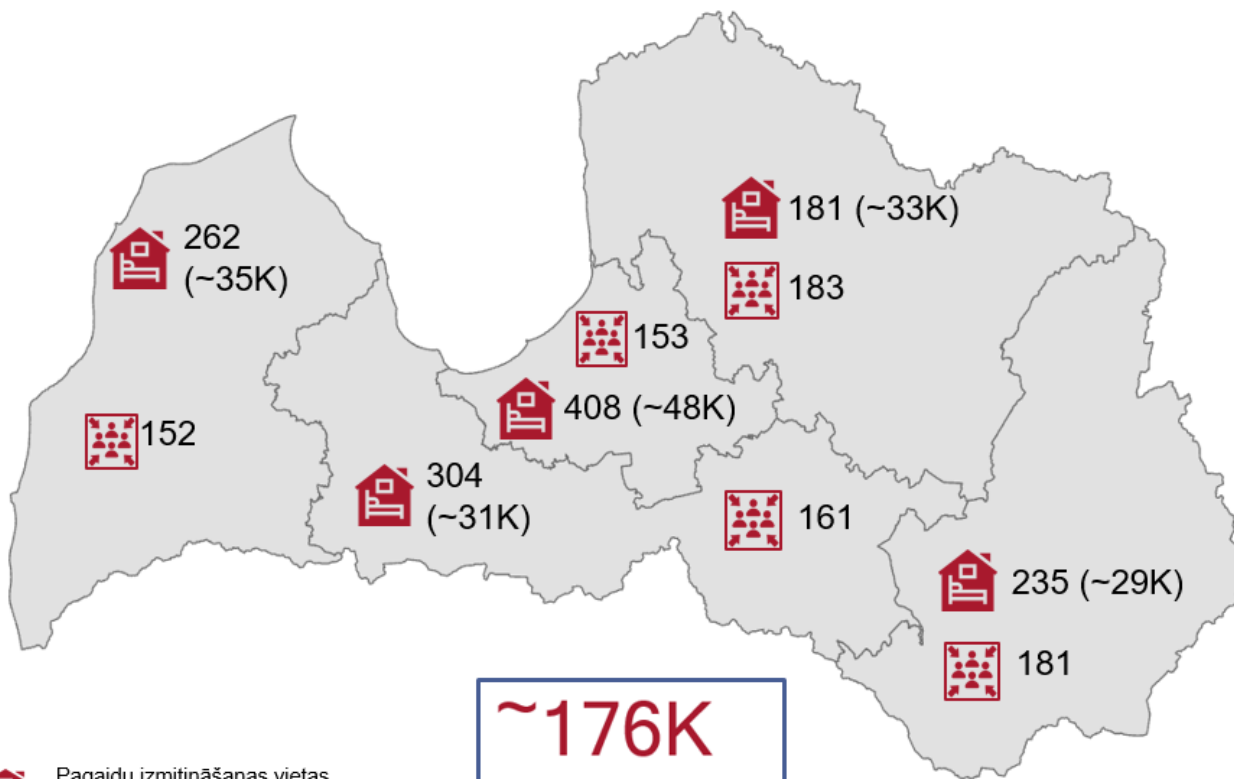 181 (~33K)
262
(~35K)
183
153
408 (~48K)
152
304
(~31K)
161
235 (~29K)
181
~176K
Pagaidu izmitināšanas vietas